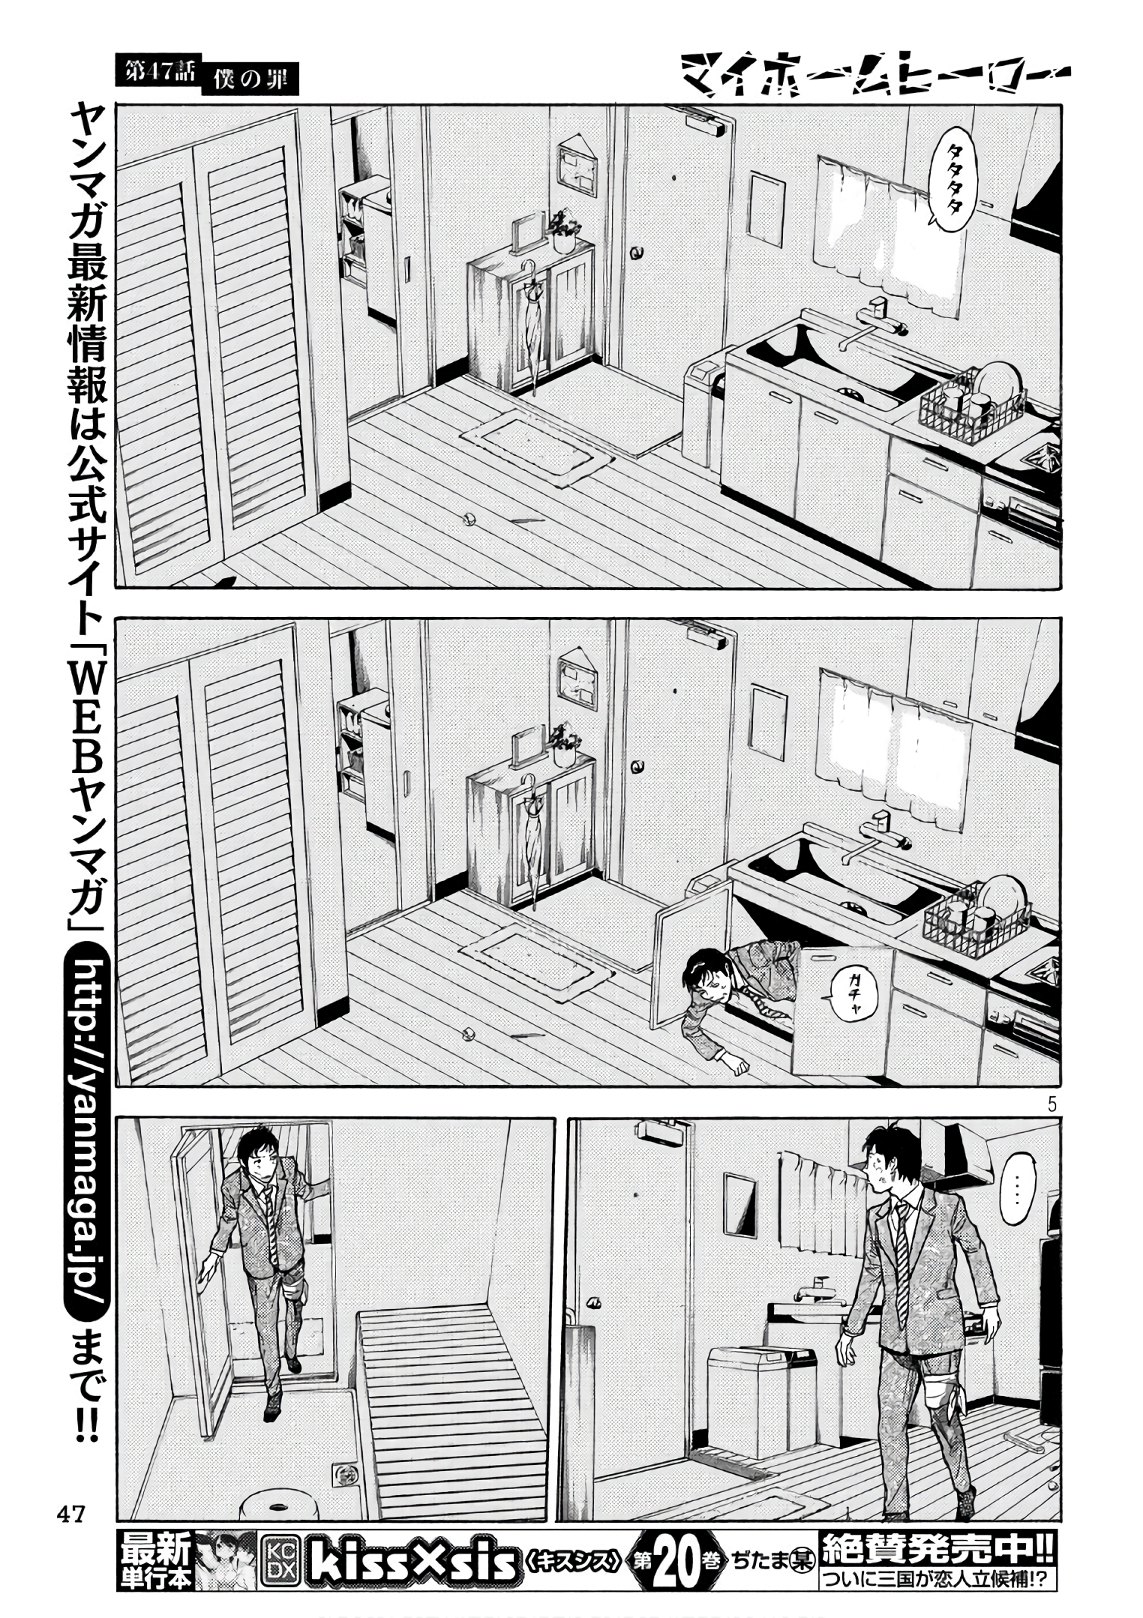 第47話
僕の罪
マイホームヒーロー
ヤンマガ最新情報は公式サイト「WEBヤンマガ」http://yanmaga.jp/まで!!
タタタタ
ガチャ
5
……
47
最新
単行本
KC
DX
kiss×sis〈キスシス〉第20巻 ぢたま㊣
絶賛発売中!!
ついに三国が恋人立候補!?